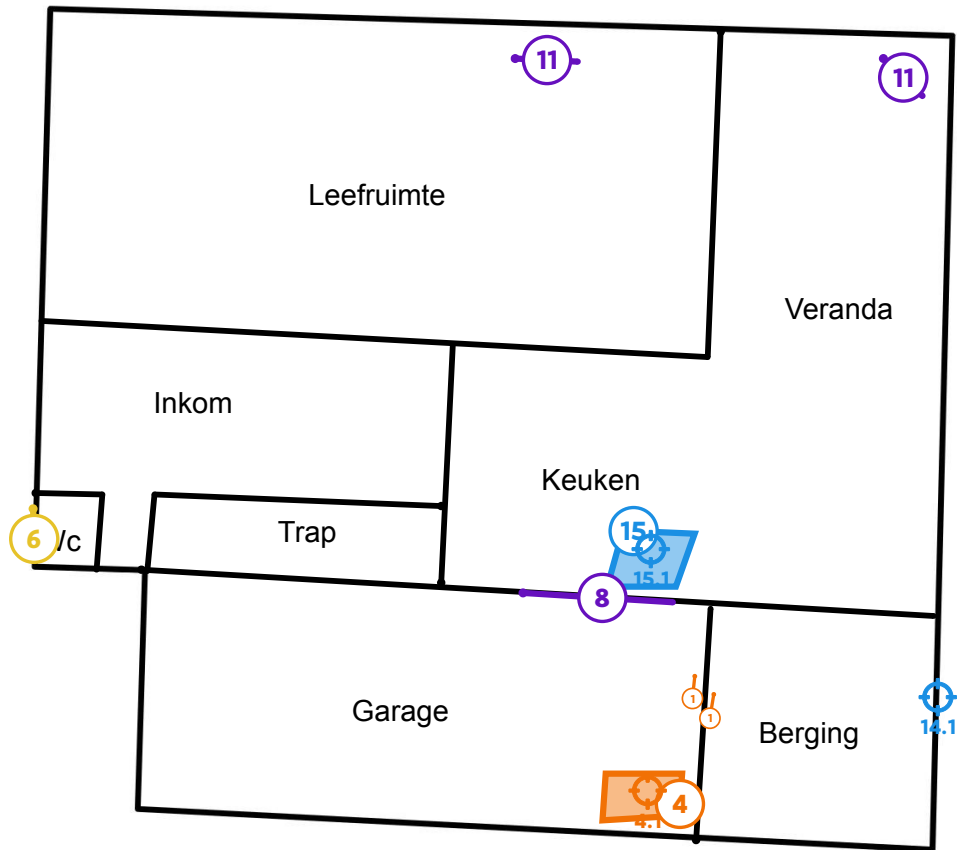 11
11
Leefruimte
Veranda
Inkom
Keuken
15
Trap
6
/c
15.1
8
1
1
14.1
Garage
Berging
4
4.1